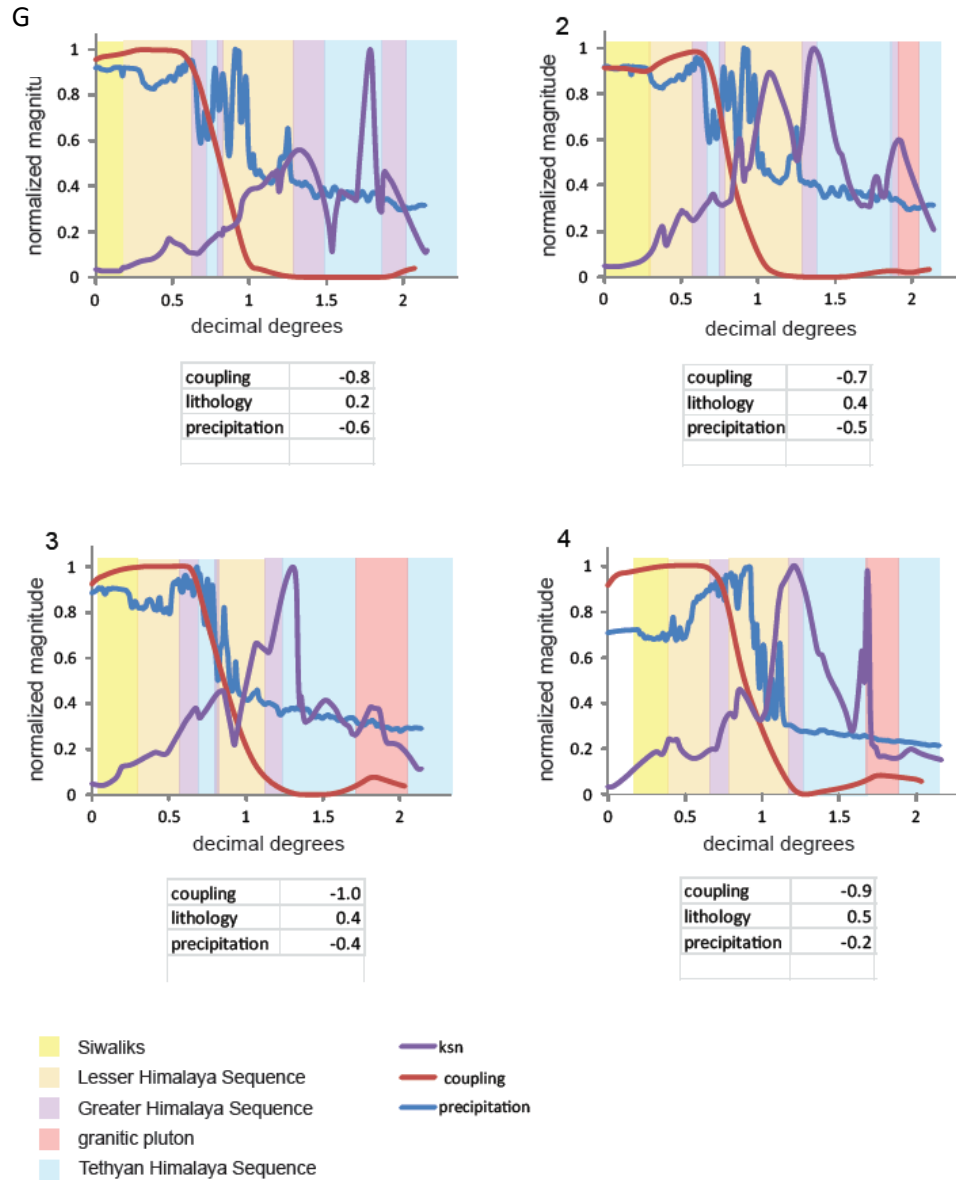 G
normalized magnitu
1
0.8
0.6
0.4
0.2
0
0 0.5 1 1.5 2
decimal degrees
coupling -0.8
lithology 0.2
precipitation -0.6
2
normalized magnitude
1
0.8
0.6
0.4
0.2
0
0 0.5 1 1.5 2
decimal degrees
coupling -0.7
lithology 0.4
precipitation -0.5
3
normalized magnitude
1
0.8
0.6
0.4
0.2
0
0 0.5 1 1.5 2
decimal degrees
coupling -1.0
lithology 0.4
precipitation -0.4
4
normalized magnitude
1
0.8
0.6
0.4
0.2
0
0 0.5 1 1.5 2
decimal degrees
coupling -0.9
lithology 0.5
precipitation -0.2
Siwaliks
Lesser Himalaya Sequence
Greater Himalaya Sequence
granitic pluton
Tethyan Himalaya Sequence
ksn
coupling
precipitation